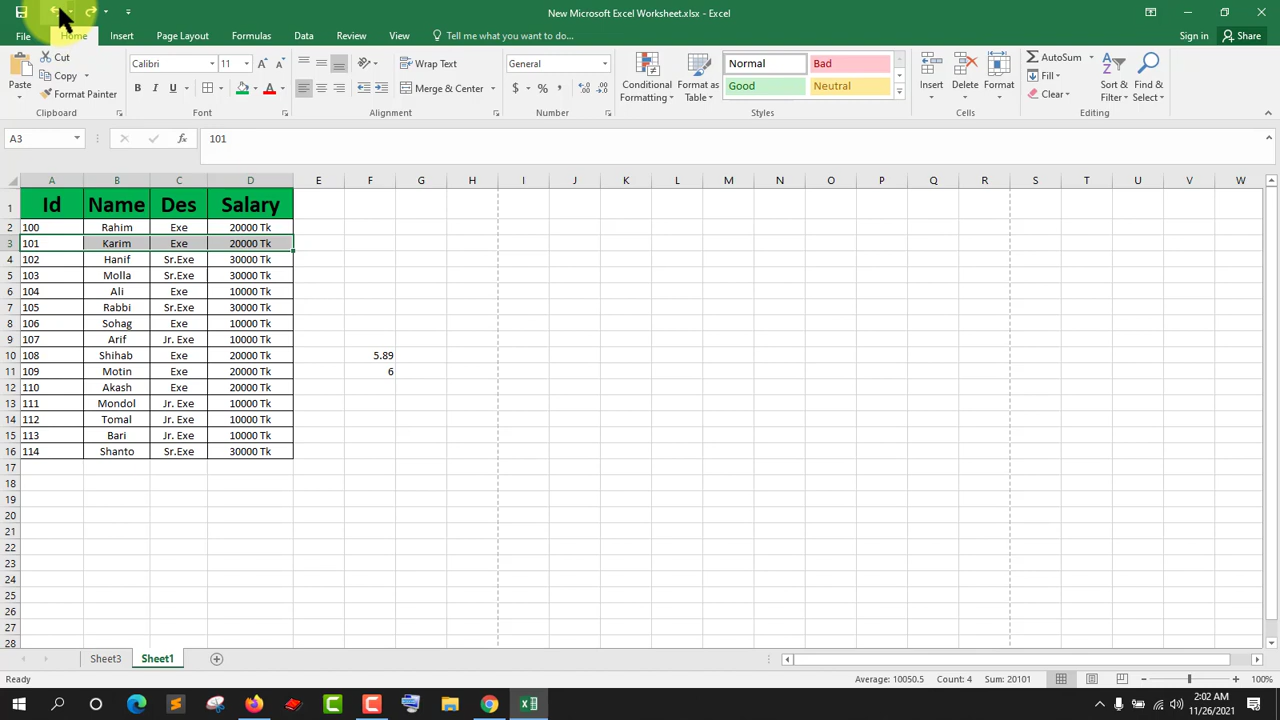 New Microsoft Excel Worksheet.xlsx - Excel
File Home Insert Page Layout Formulas Data Review View Tell me what you want to do... Sign in Share
Paste Cut Copy Format Painter
Calibri 11 A A B I U A
Wrap Text Merge & Center
General $ % ,
Conditional Formatting Format as Table
Normal Bad Good Neutral
Insert Delete Format
AutoSum Fill Clear Sort & Filter Find & Select
Clipboard Font Alignment Number Styles Cells Editing
A3 fx 101
A B C D E F G H I J K L M N O P Q R S T U V W
1 Id Name Des Salary
2 100 Rahim Exe 20000 Tk
3 101 Karim Exe 20000 Tk
4 102 Hanif Sr.Exe 30000 Tk
5 103 Molla Sr.Exe 30000 Tk
6 104 Ali Exe 10000 Tk
7 105 Rabbi Sr.Exe 30000 Tk
8 106 Sohag Exe 10000 Tk
9 107 Arif Jr. Exe 10000 Tk
10 108 Shihab Exe 20000 Tk 5.89
11 109 Motin Exe 20000 Tk 6
12 110 Akash Exe 20000 Tk
13 111 Mondol Jr. Exe 10000 Tk
14 112 Tomal Jr. Exe 10000 Tk
15 113 Bari Jr. Exe 10000 Tk
16 114 Shanto Sr.Exe 30000 Tk
17
18
19
20
21
22
23
24
25
26
27
28
Sheet3 Sheet1
Ready Average: 10050.5 Count: 4 Sum: 20101 100%
2:02 AM
11/26/2021